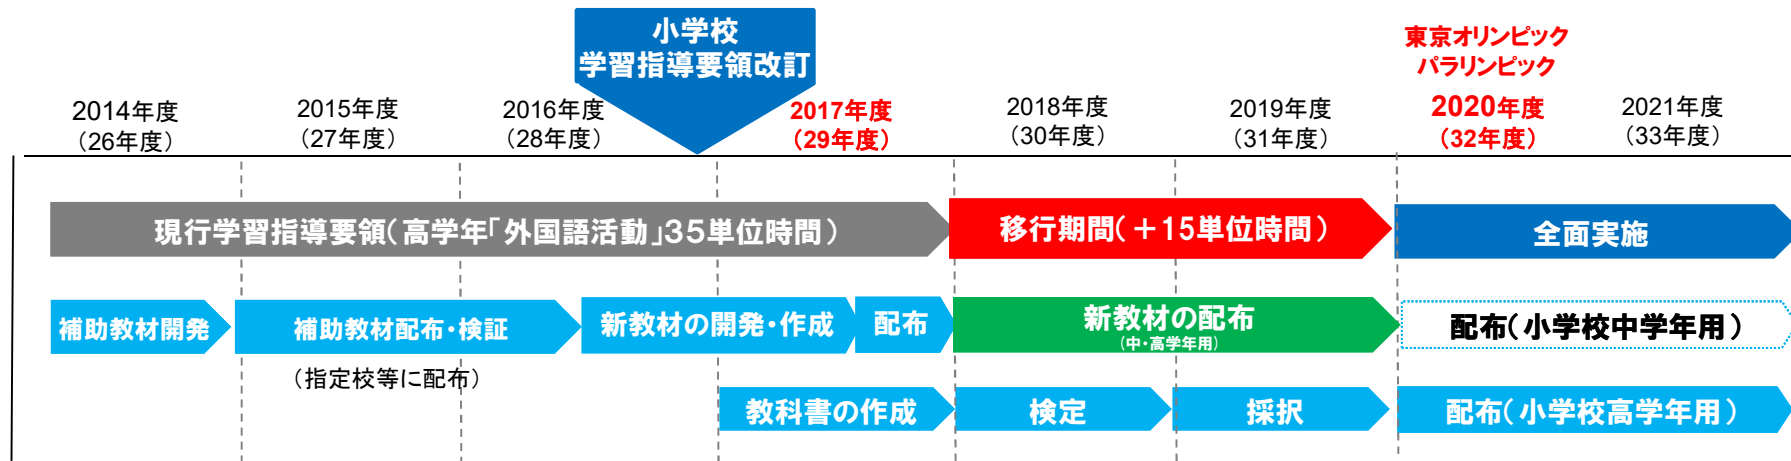 小学校
学習指導要領改訂
東京オリンピック
パラリンピック
2014年度
(26年度)
2015年度
(27年度)
2016年度
(28年度)
2017年度
(29年度)
2018年度
(30年度)
2019年度
(31年度)
2020年度
(32年度)
2021年度
(33年度)
現行学習指導要領(高学年「外国語活動」35単位時間)
移行期間(+15単位時間)
全面実施
補助教材開発
補助教材配布・検証
(指定校等に配布)
新教材の開発・作成
配布
新教材の配布
(中・高学年用)
配布(小学校中学年用)
教科書の作成
検定
採択
配布(小学校高学年用)